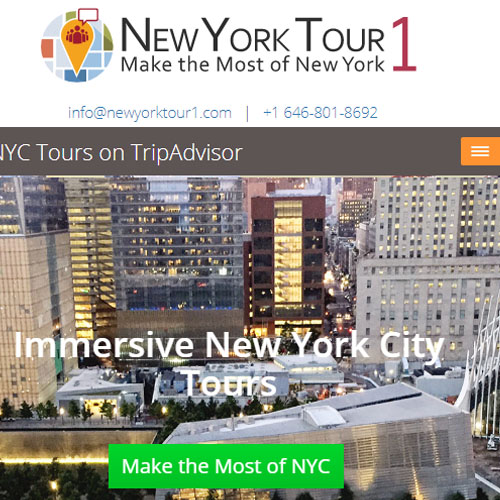 NEW YORK TOUR 1
Make the Most of New York
info@newyorktour1.com | +1 646-801-8692
NYC Tours on TripAdvisor
Immersive New York City
Tours
Make the Most of NYC